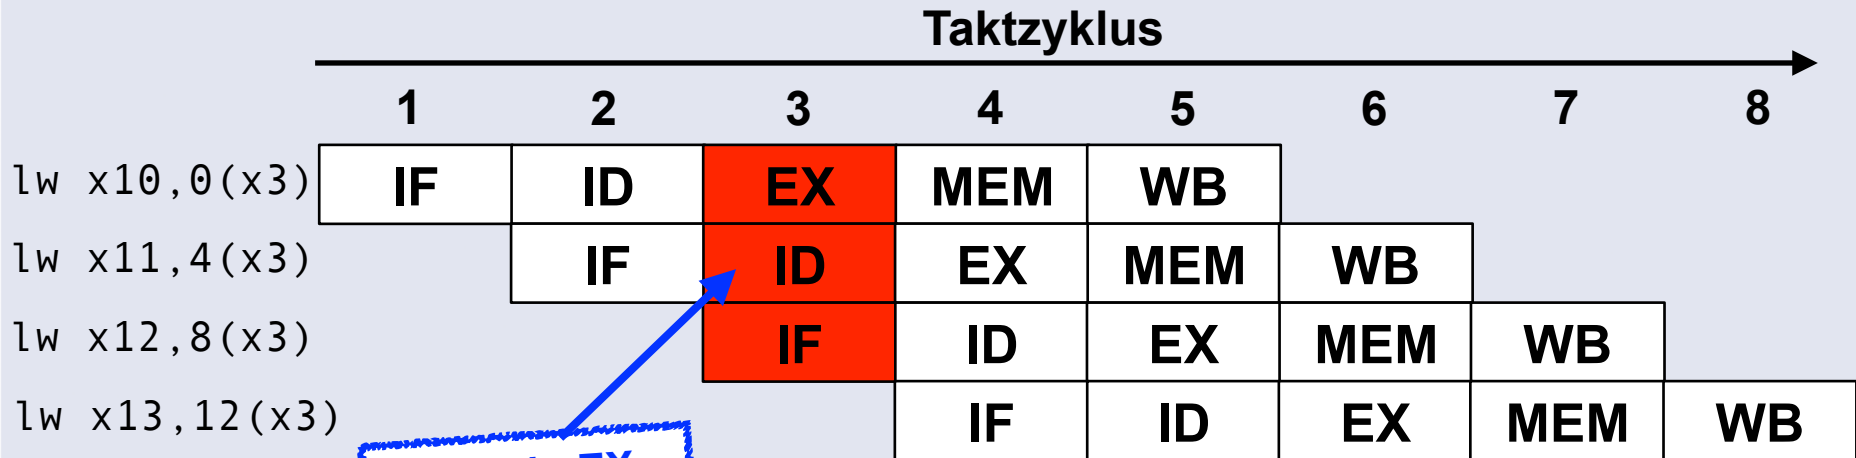 Taktzyklus
1 2 3 4 5 6 7 8
lw x10,0(x3) IF ID EX MEM WB
lw x11,4(x3) IF ID EX MEM WB
lw x12,8(x3) IF ID EX MEM WB
lw x13,12(x3) IF ID EX MEM WB
EX